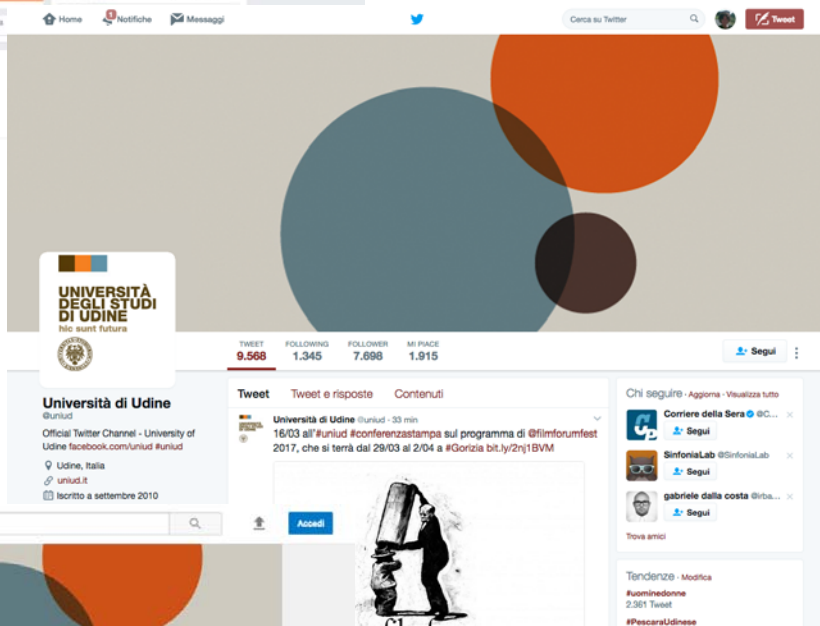 Home
1
Notifiche
Messaggi
Cerca su Twitter
Tweet
UNIVERSITÀ
DEGLI STUDI
DI UDINE
hic sunt futura
TWEET
9.568
FOLLOWING
1.345
FOLLOWER
7.698
MI PIACE
1.915
Segui
Università di Udine
@uniud
Official Twitter Channel - University of
Udine facebook.com/uniud #uniud
Udine, Italia
uniud.it
Iscritto a settembre 2010
Tweet
Tweet e risposte
Contenuti
Università di Udine @uniud · 33 min
16/03 all'#uniud #conferenzastampa sul programma di @filmforumfest
2017, che si terrà dal 29/03 al 2/04 a #Gorizia bit.ly/2nj1BVM
Chi seguire · Aggiorna · Visualizza tutto
Corriere della Sera @C...
Segui
SinfoniaLab @SinfoniaLab
Segui
gabriele dalla costa @irba...
Segui
Trova amici
Tendenze · Modifica
#uominedonne
2.361 Tweet
#PescaraUdinese
Accedi